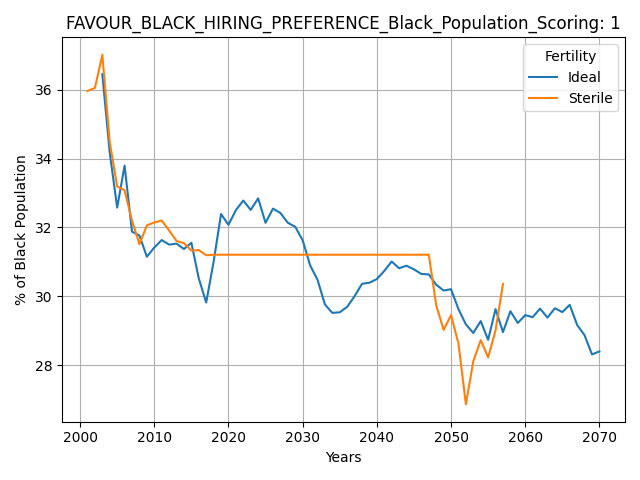 FAVOUR_BLACK_HIRING_PREFERENCE_Black_Population_Scoring: 1
Fertility
Ideal
Sterile
% of Black Population
36
34
32
30
28
2000 2010 2020 2030 2040 2050 2060 2070
Years